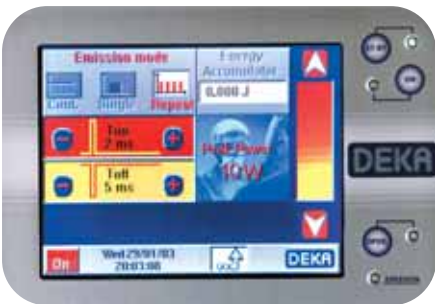 Emission mode
Energy
Accumulator
Cont. Single Repeat
0,000 J
Ton
2 ms
Peak Power
10W
Toff
5 ms
On
Wed 29/01/03
20:03:08
DEKA
DEKA